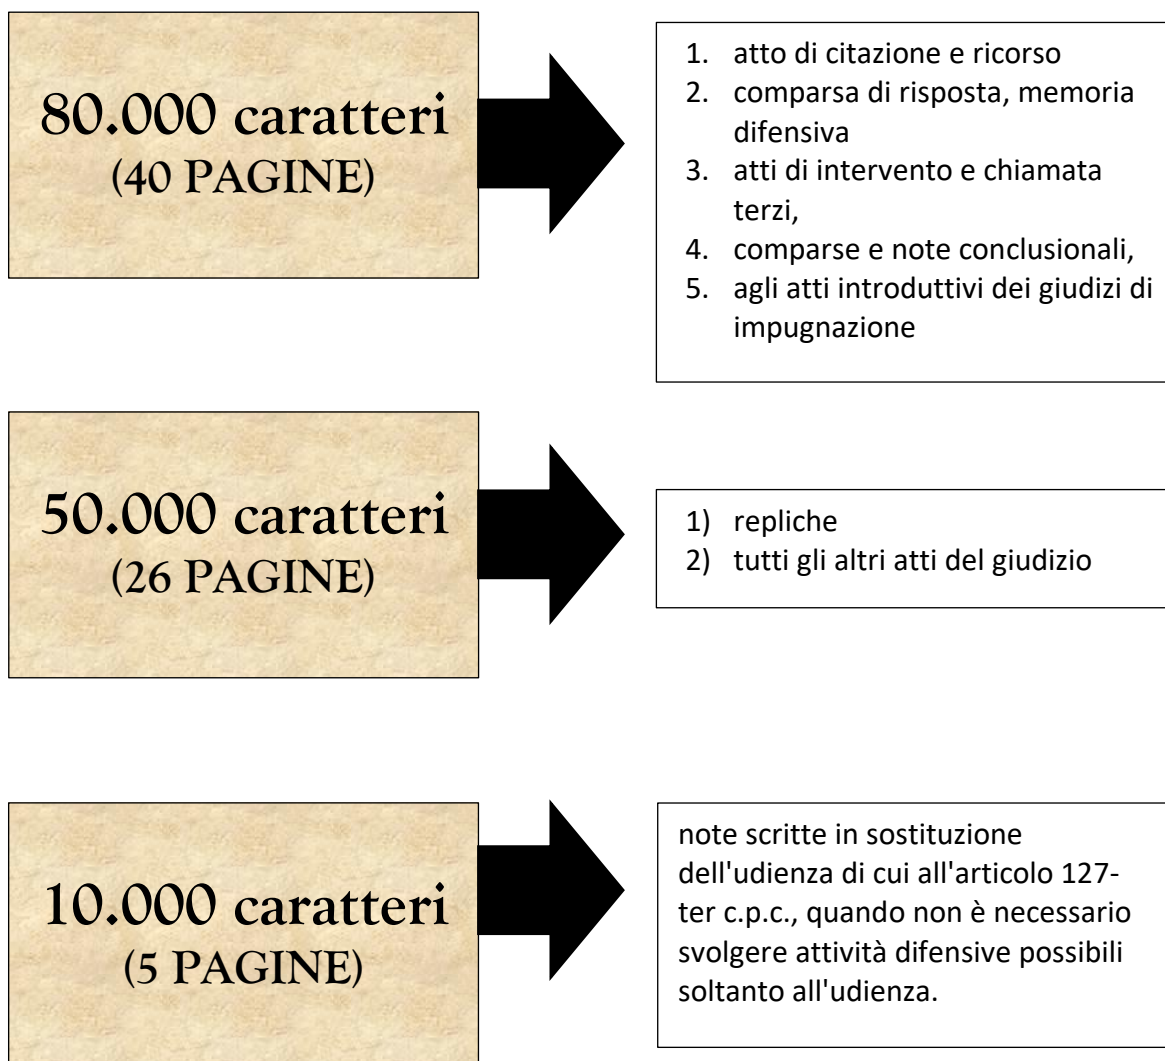 80.000 caratteri
(40 PAGINE)
1. atto di citazione e ricorso
2. comparsa di risposta, memoria
difensiva
3. atti di intervento e chiamata
terzi,
4. comparse e note conclusionali,
5. agli atti introduttivi dei giudizi di
impugnazione
50.000 caratteri
(26 PAGINE)
1) repliche
2) tutti gli altri atti del giudizio
10.000 caratteri
(5 PAGINE)
note scritte in sostituzione
dell'udienza di cui all'articolo 127-
ter c.p.c., quando non è necessario
svolgere attività difensive possibili
soltanto all'udienza.